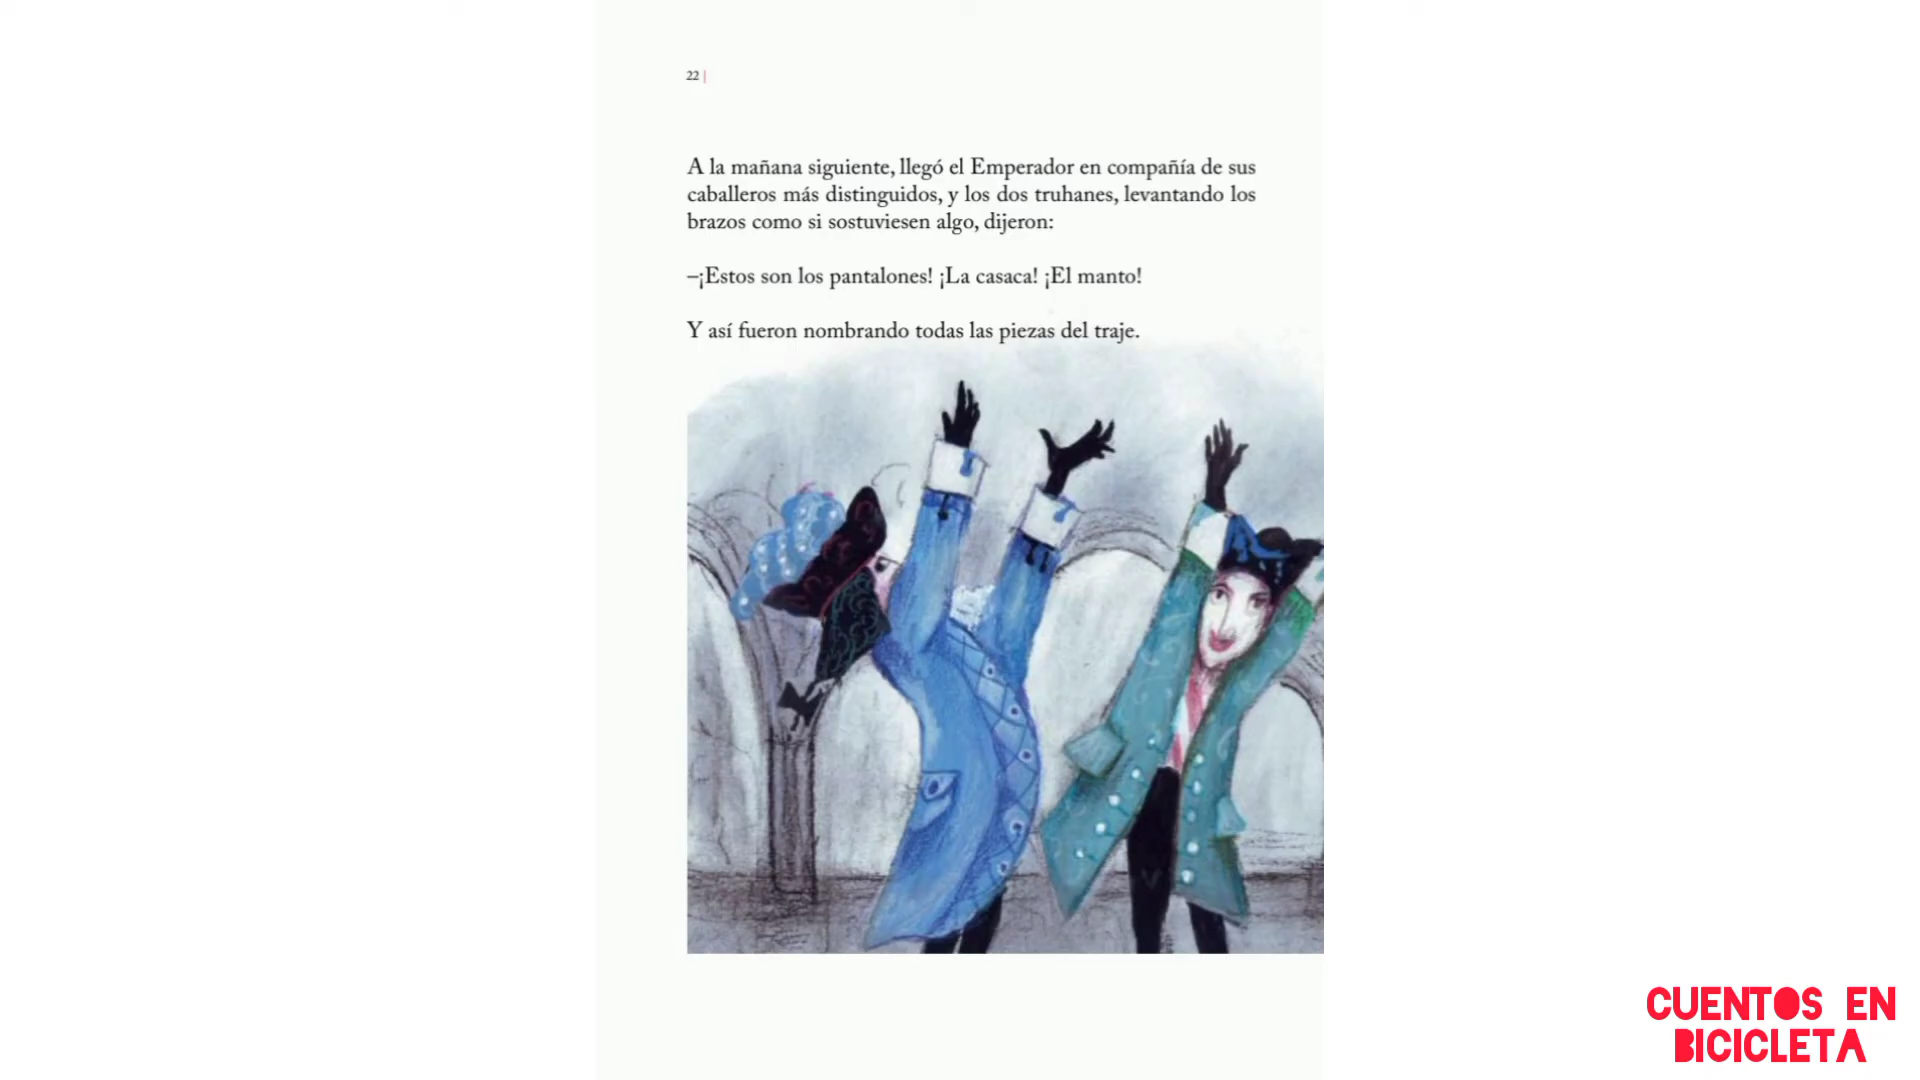 22 |
A la mañana siguiente, llegó el Emperador en compañía de sus
caballeros más distinguidos, y los dos truhanes, levantando los
brazos como si sostuviesen algo, dijeron:
–¡Estos son los pantalones! ¡La casaca! ¡El manto!
Y así fueron nombrando todas las piezas del traje.
CUENTOS EN
BICICLETA